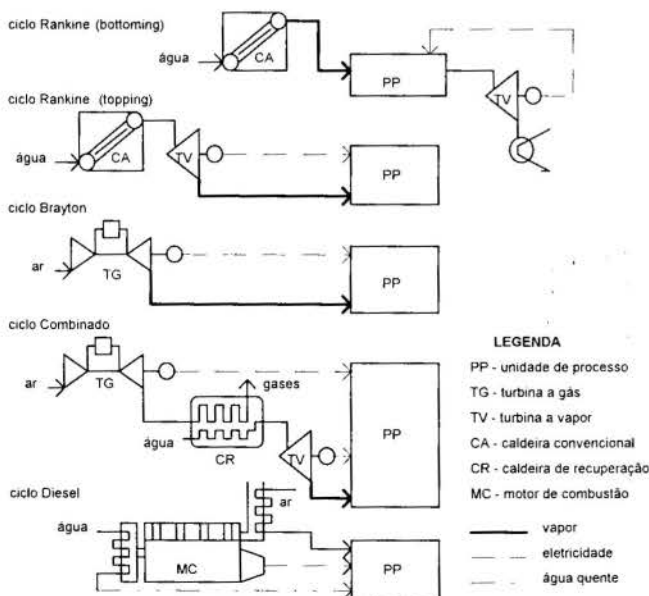 ciclo Rankine (bottoming)
água
CA
PP
TV
ciclo Rankine (topping)
água
CA
TV
PP
ciclo Brayton
ar
TG
PP
ciclo Combinado
ar
TG
gases
água
CR
TV
PP
ciclo Diesel
água
ar
MC
PP
LEGENDA
PP - unidade de processo
TG - turbina a gás
TV - turbina a vapor
CA - caldeira convencional
CR - caldeira de recuperação
MC - motor de combustão
vapor
eletricidade
água quente